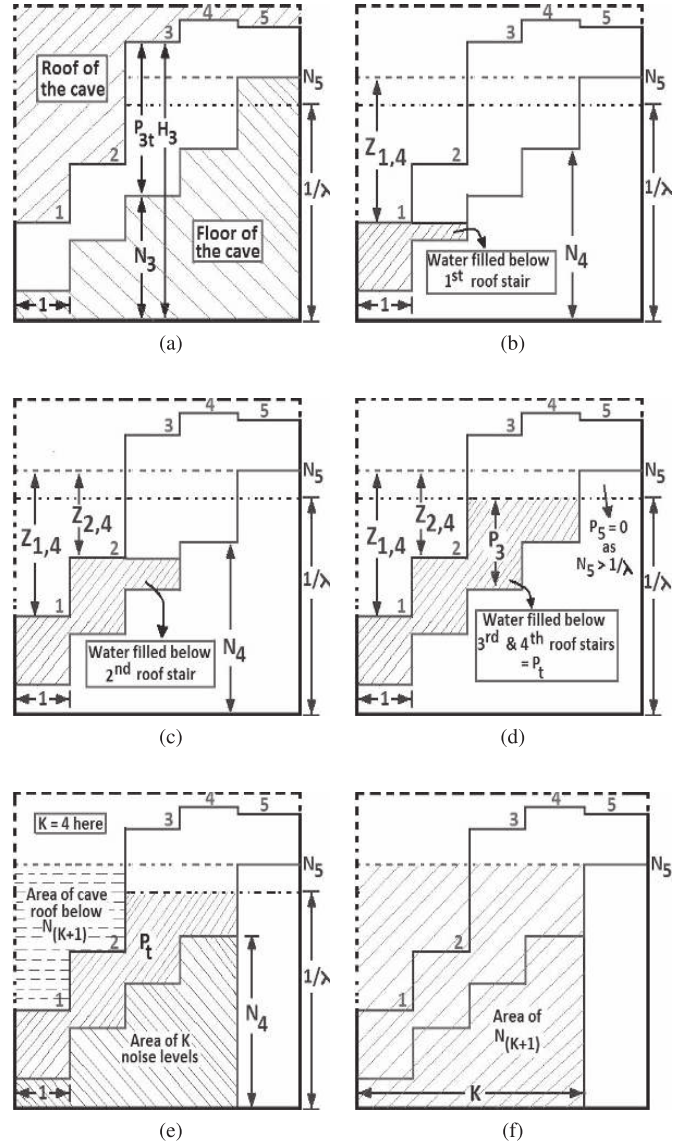 4
3
5
Roof of
the cave
N5
P3t H3
2
1/λ
1
N3
Floor of
the cave
1
(a)
4
3
5
N5
Z1,4
2
1/λ
1
N4
Water filled below
1st roof stair
1
(b)
4
3
5
N5
Z1,4
Z2,4
2
1/λ
1
N4
Water filled below
2nd roof stair
1
(c)
4
3
5
N5
Z1,4
Z2,4
P5=0
as
N5 > 1/λ
2
P3
1/λ
1
Water filled below
3rd & 4th roof stairs
= Pt
1
(d)
4
K = 4 here
3
5
N5
Area of cave
roof below
N(K+1)
2
Pt
1/λ
1
N4
Area of K
noise levels
1
(e)
4
3
5
N5
2
1
Area of
N(K+1)
K
(f)